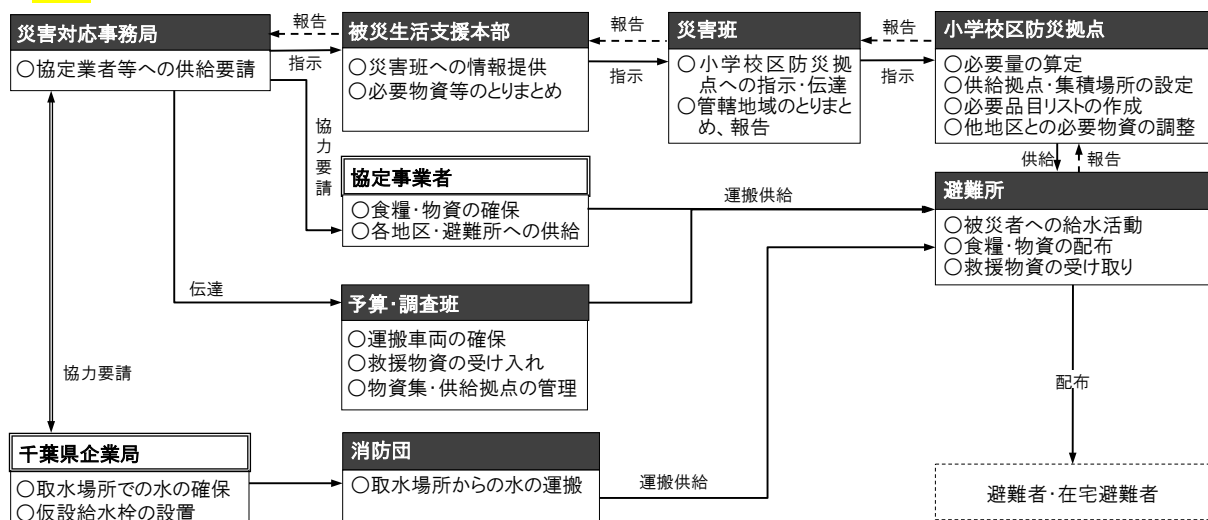 災害対応事務局
○協定業者等への供給要請
報告
指示
被災生活支援本部
○災害班への情報提供
○必要物資等のとりまとめ
報告
指示
災害班
○小学校区防災拠
点への指示・伝達
○管轄地域のとりまと
め、報告
報告
指示
小学校区防災拠点
○必要量の算定
○供給拠点・集積場所の設定
○必要品目リストの作成
○他地区との必要物資の調整
協力要請
供給
報告
協定事業者
○食糧・物資の確保
○各地区・避難所への供給
運搬供給
避難所
○被災者への給水活動
○食糧・物資の配布
○救援物資の受け取り
伝達
予算・調査班
○運搬車両の確保
○救援物資の受け入れ
○物資集・供給拠点の管理
協力要請
配布
千葉県企業局
○取水場所での水の確保
○仮設給水栓の設置
消防団
○取水場所からの水の運搬
運搬供給
避難者・在宅避難者